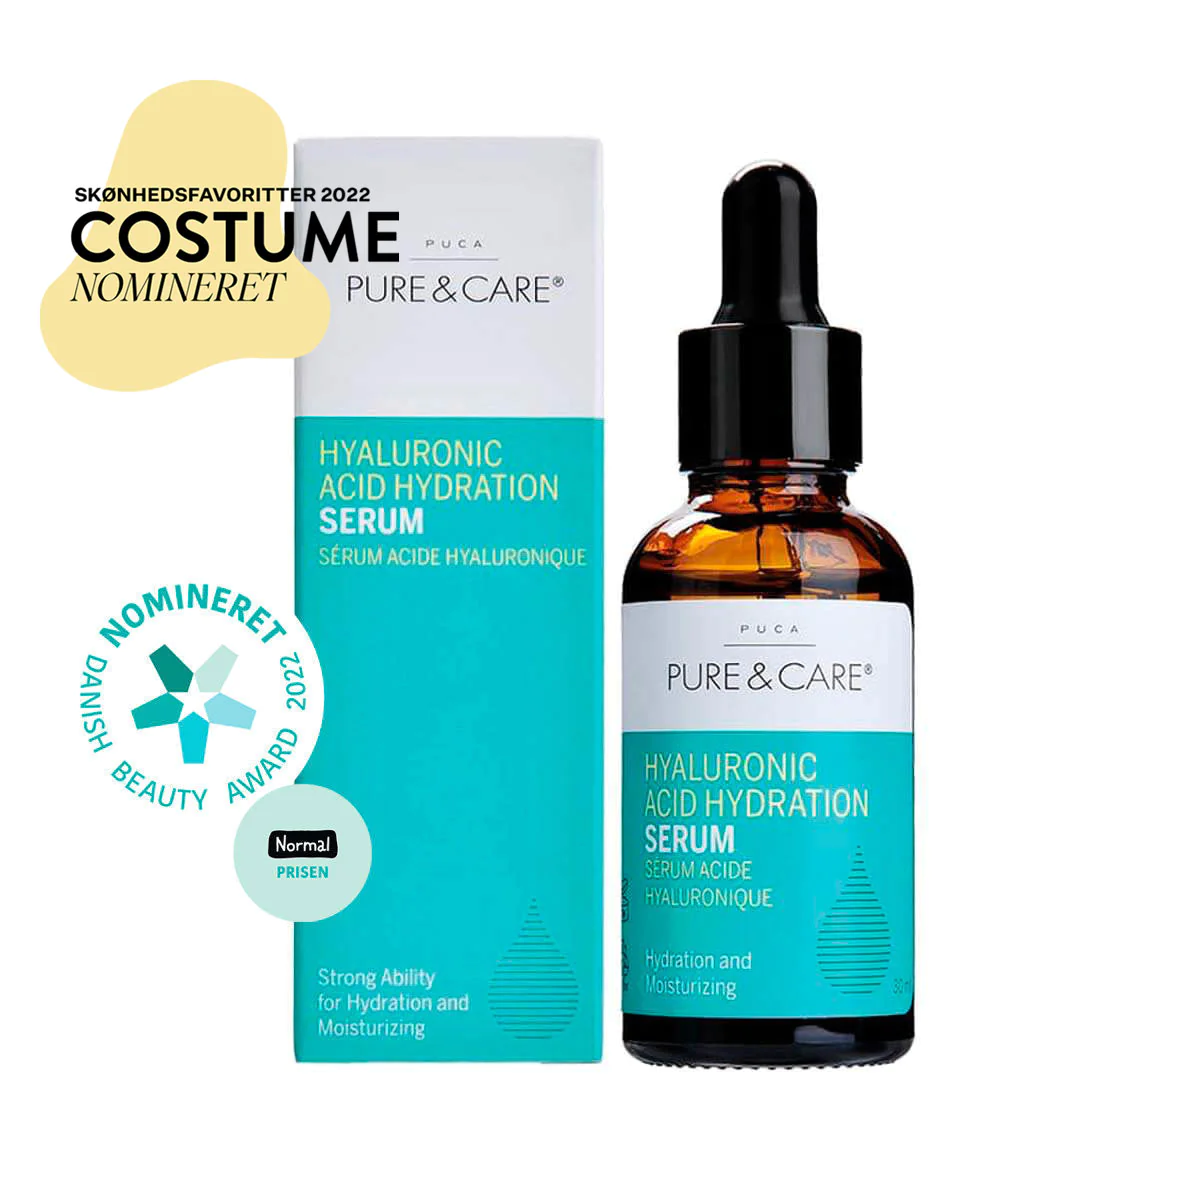 SKØNHEDSFAVORITTER 2022
COSTUME
NOMINERET
PUCA
PURE & CARE®
HYALURONIC
ACID HYDRATION
SERUM
SÉRUM ACIDE HYALURONIQUE
NOMINERET
DANISH BEAUTY AWARD 2022
Normal
PRISEN
Strong Ability
for Hydration and
Moisturizing
PUCA
PURE & CARE®
HYALURONIC
ACID HYDRATION
SERUM
SÉRUM ACIDE
HYALURONIQUE
Hydration and
Moisturizing
30 ml